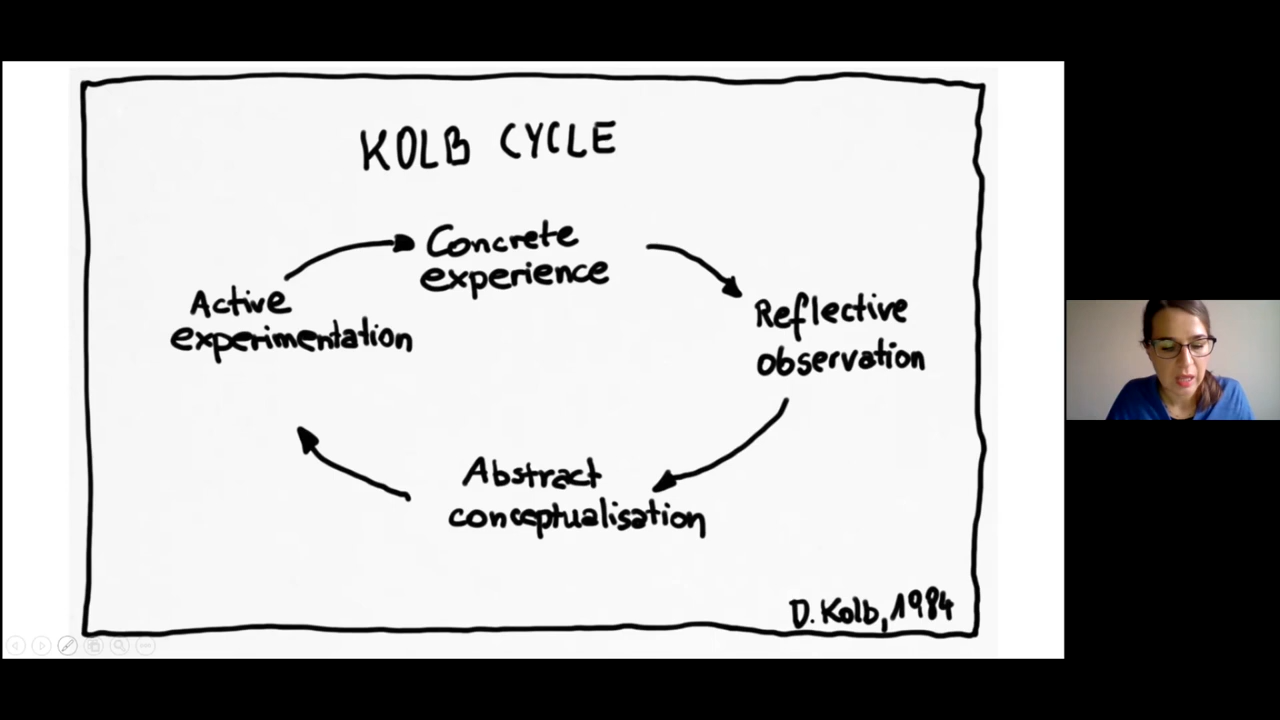 KOLB CYCLE
Concrete
experience
Active
experimentation
Reflective
observation
Abstract
conceptualisation
D. Kolb, 1984